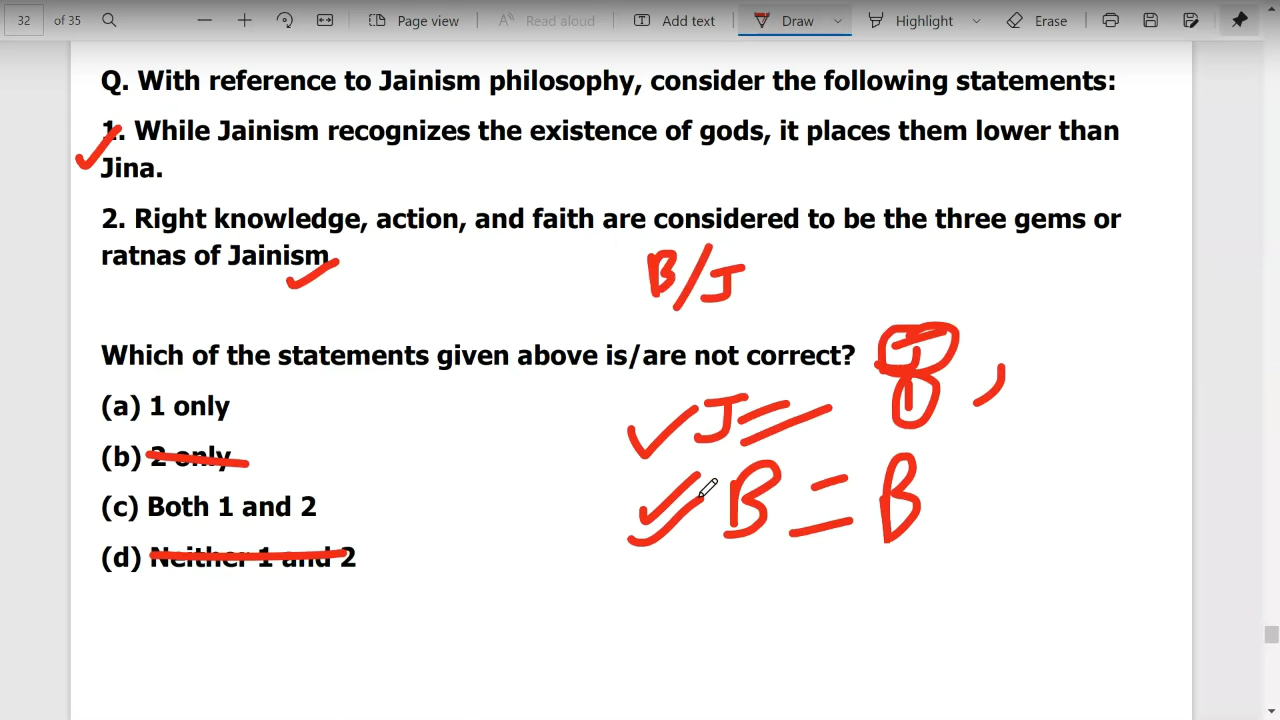 32 of 35 Page view Read aloud Add text Draw Highlight Erase
Q. With reference to Jainism philosophy, consider the following statements:
1. While Jainism recognizes the existence of gods, it places them lower than
Jina.
2. Right knowledge, action, and faith are considered to be the three gems or
ratnas of Jainism
B/J
Which of the statements given above is/are not correct?
(a) 1 only
J =
(b) 2 only
(c) Both 1 and 2
B = B
(d) Neither 1 and 2